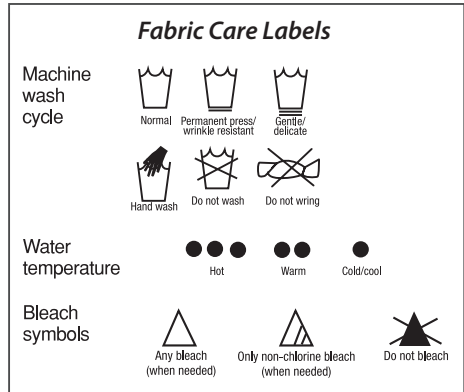 Fabric Care Labels
Machine
wash
cycle
Normal
Permanent press/
wrinkle resistant
Gentle/
delicate
Hand wash
Do not wash
Do not wring
Water
temperature
Hot
Warm
Cold/cool
Bleach
symbols
Any bleach
(when needed)
Only non-chlorine bleach
(when needed)
Do not bleach